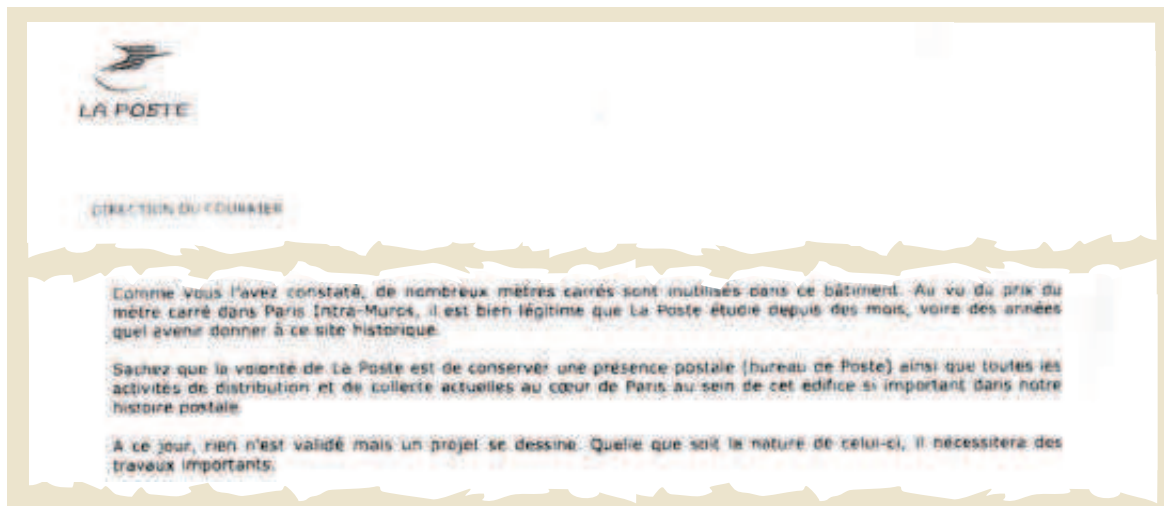 LA POSTE
DIRECTION DU COURRIER
Comme vous l'avez constaté, de nombreux mètres carrés sont inutilisés dans ce bâtiment. Au vu du prix du
mètre carré dans Paris Intra-Muros, il est bien légitime que La Poste étudie depuis des mois, voire des années
quel avenir donner à ce site historique.
Sachez que la volonté de La Poste est de conserver une présence postale (bureau de Poste) ainsi que toutes les
activités de distribution et de collecte actuelles au cœur de Paris au sein de cet édifice si important dans notre
histoire postale.
A ce jour, rien n'est validé mais un projet se dessine. Quelle que soit la nature de celui-ci, il nécessitera des
travaux importants.